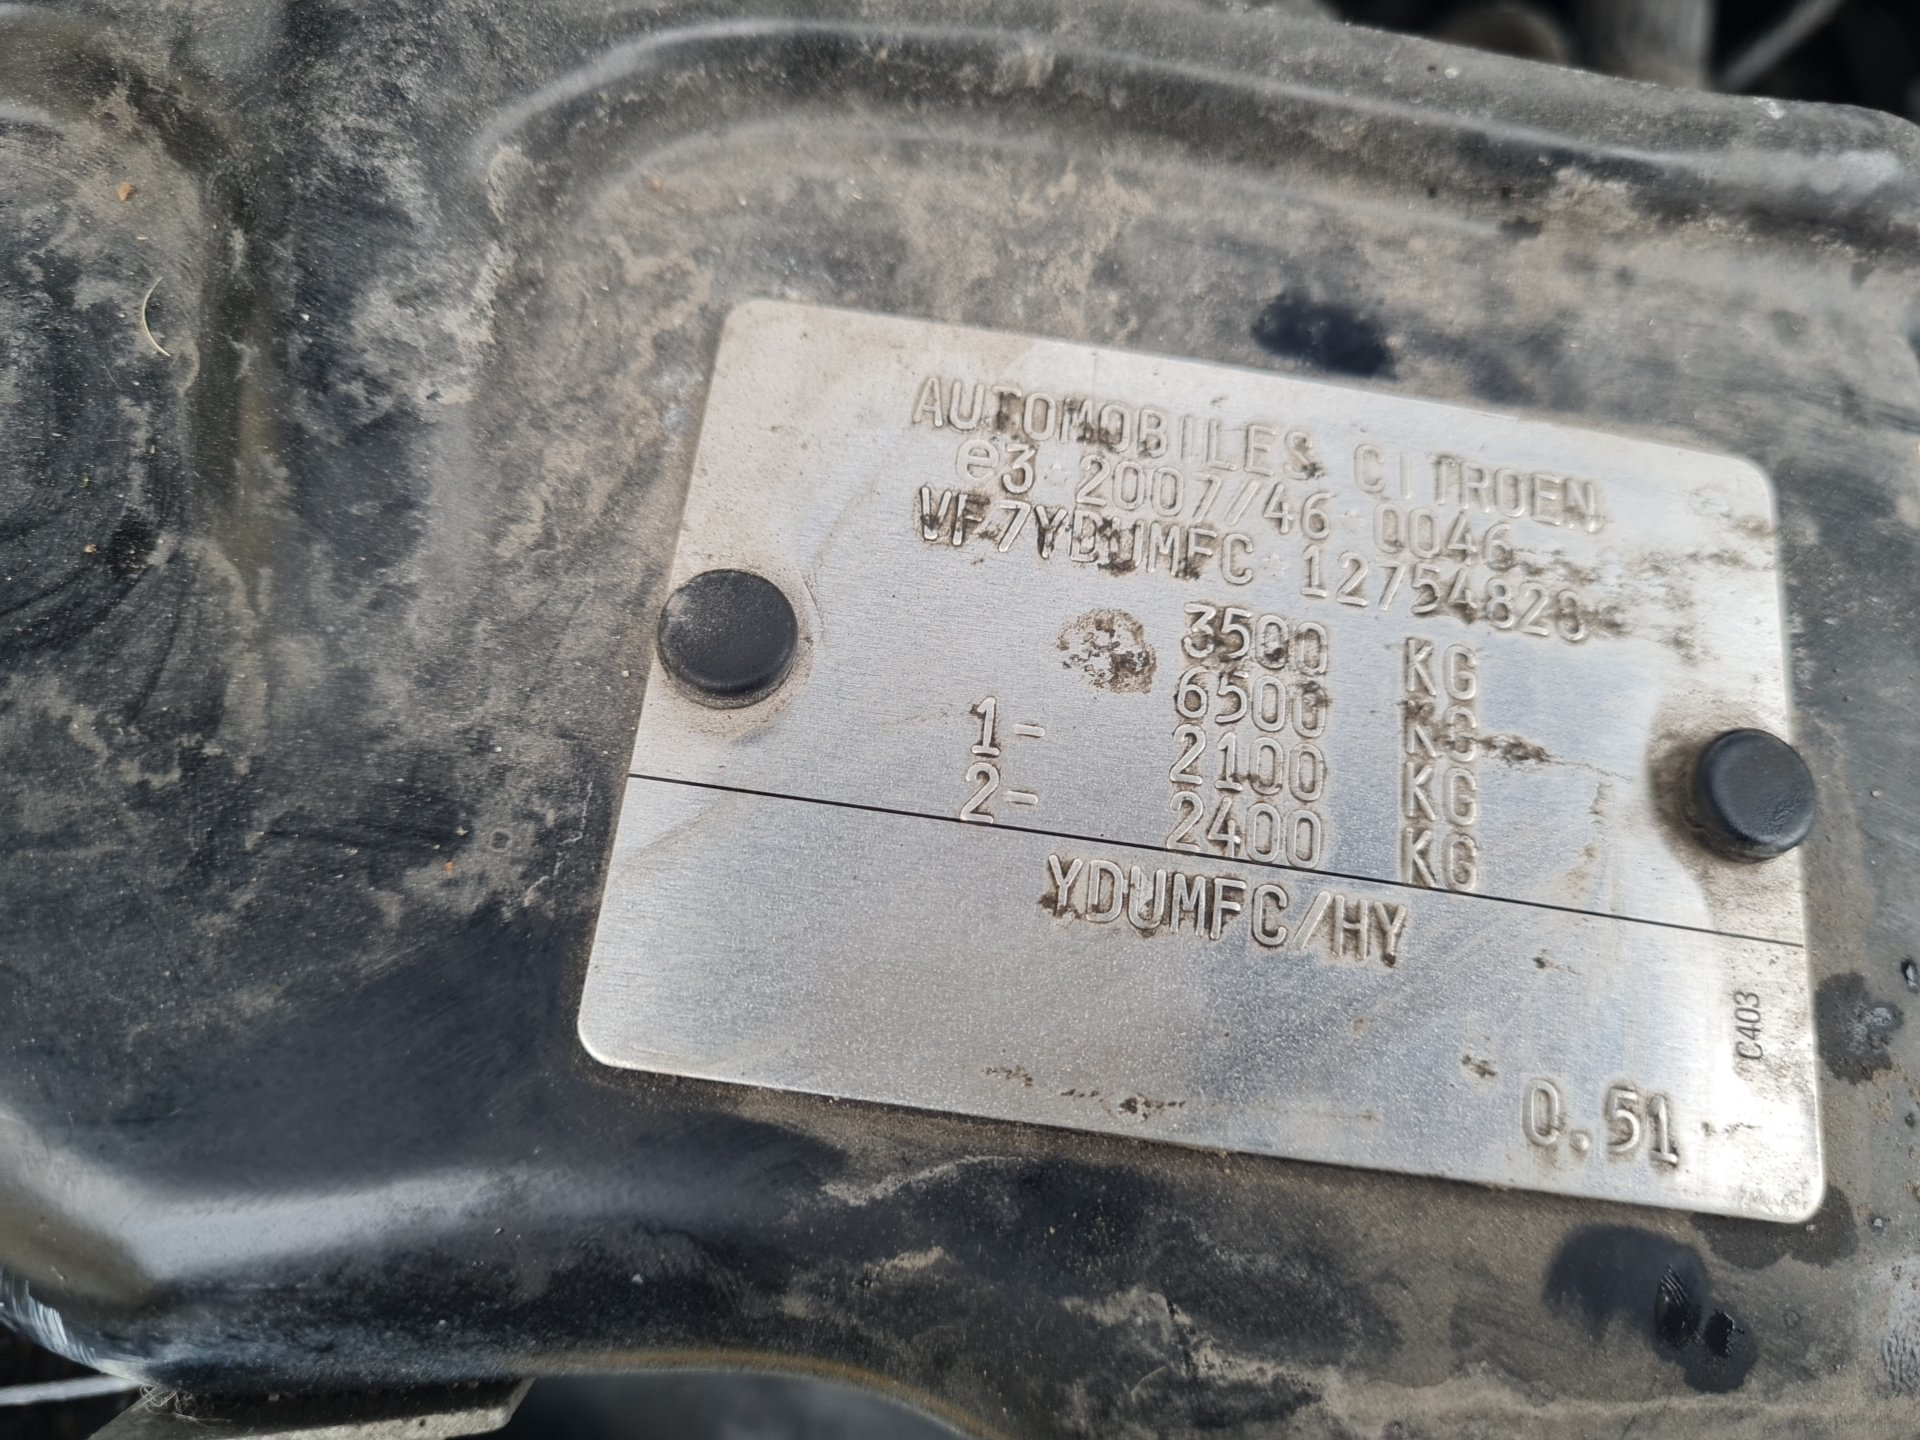 AUTOMOBILES CITROEN
e3*2007/46*0046
VF7YDUMFC*12754820
3500 KG
6500 KG
1- 2100 KG
2- 2400 KG
YDUMFC/HY
C403
0.51